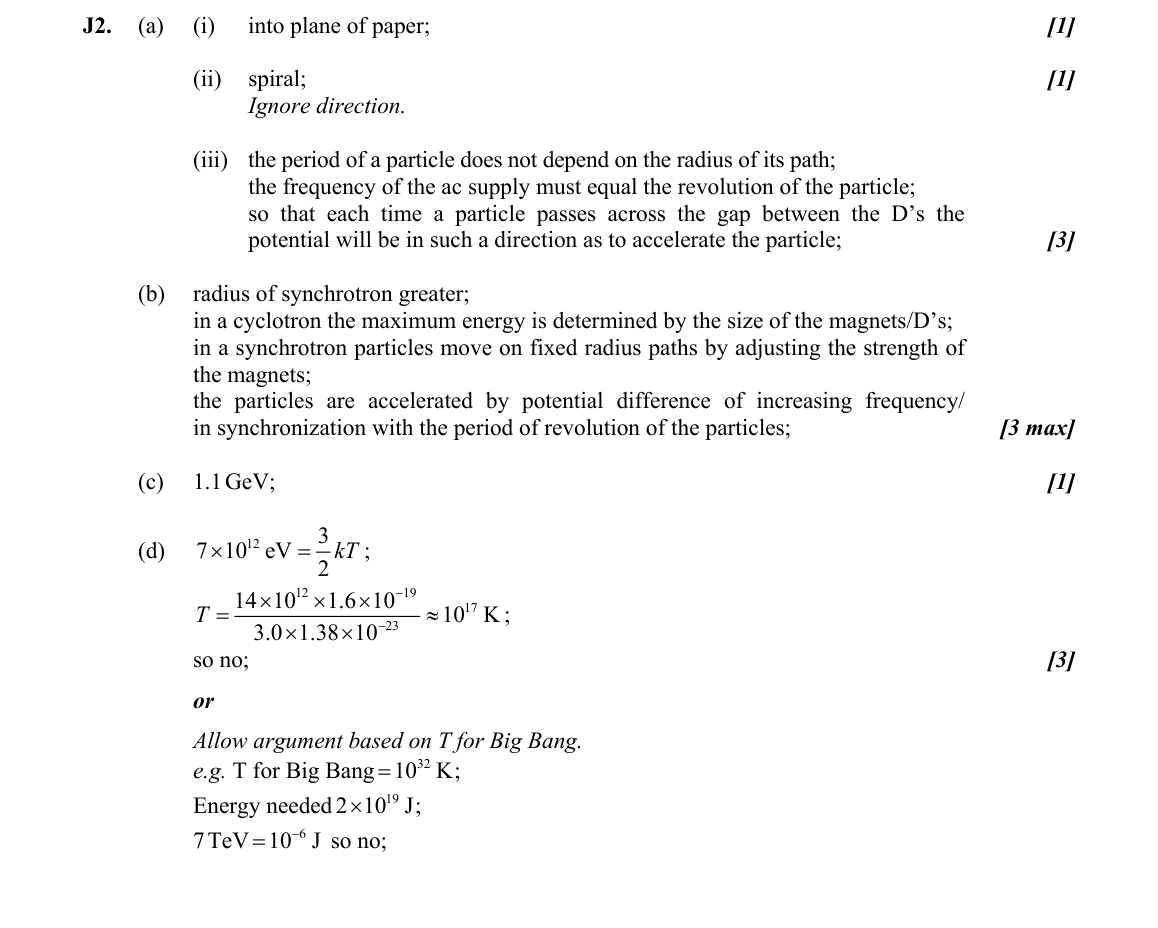 J2. (a) (i) into plane of paper; [1]
(ii) spiral; [1]
Ignore direction.
(iii) the period of a particle does not depend on the radius of its path;
the frequency of the ac supply must equal the revolution of the particle;
so that each time a particle passes across the gap between the D’s the
potential will be in such a direction as to accelerate the particle; [3]
(b) radius of synchrotron greater;
in a cyclotron the maximum energy is determined by the size of the magnets/D’s;
in a synchrotron particles move on fixed radius paths by adjusting the strength of
the magnets;
the particles are accelerated by potential difference of increasing frequency/
in synchronization with the period of revolution of the particles; [3 max]
(c) 1.1 GeV; [1]
(d) 7×10¹² eV = 3/2 kT ;
T = (14×10¹² ×1.6×10⁻¹⁹)/(3.0×1.38×10⁻²³) ≈ 10¹⁷ K ;
so no; [3]
or
Allow argument based on T for Big Bang.
e.g. T for Big Bang = 10³² K;
Energy needed 2×10¹⁹ J;
7 TeV = 10⁻⁶ J so no;